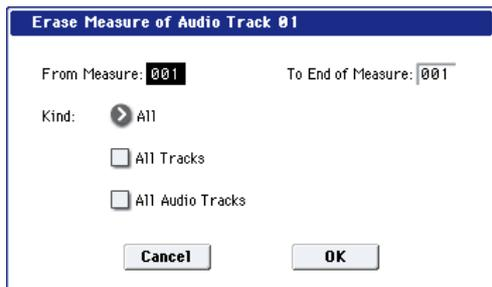 Erase Measure of Audio Track 01
From Measure: 001 To End of Measure: 001
Kind: All
All Tracks
All Audio Tracks
Cancel OK